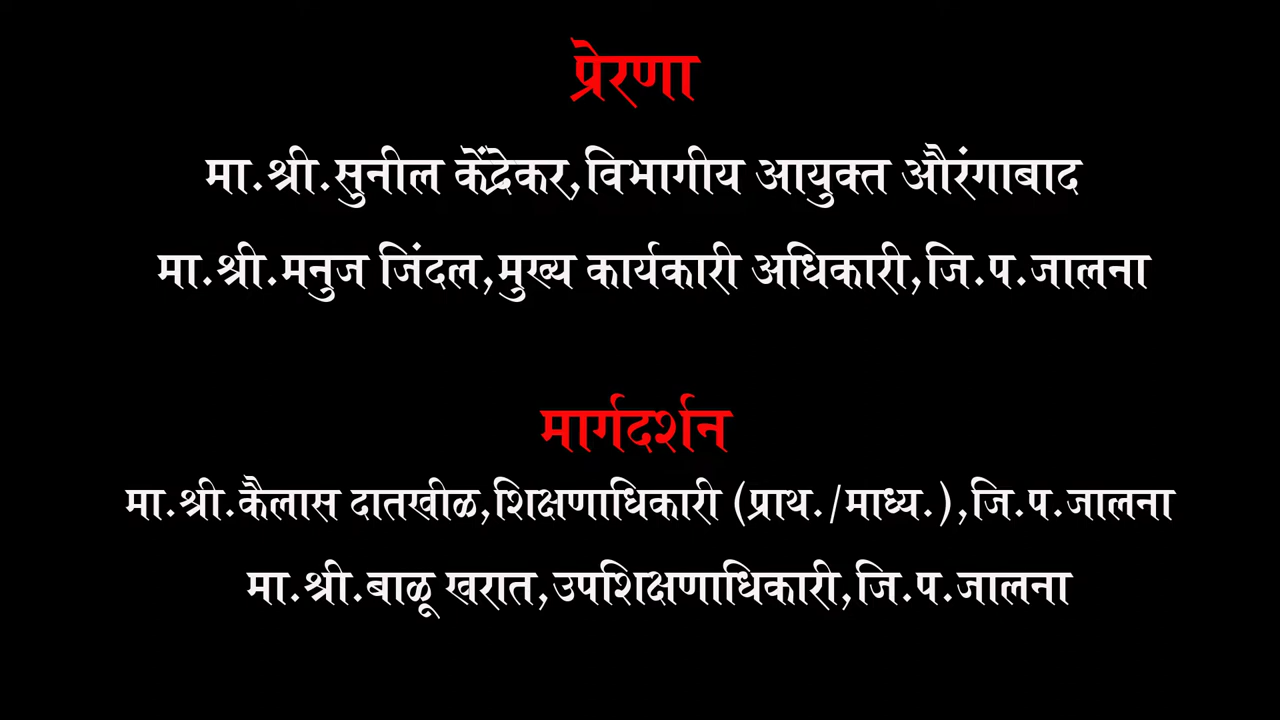 प्रेरणा
मा.श्री.सुनील केंद्रेकर,विभागीय आयुक्त औरंगाबाद
मा.श्री.मनुज जिंदल,मुख्य कार्यकारी अधिकारी,जि.प.जालना
मार्गदर्शन
मा.श्री.कैलास दातखीळ,शिक्षणाधिकारी (प्राथ./माध्य.),जि.प.जालना
मा.श्री.बाळू खरात,उपशिक्षणाधिकारी,जि.प.जालना